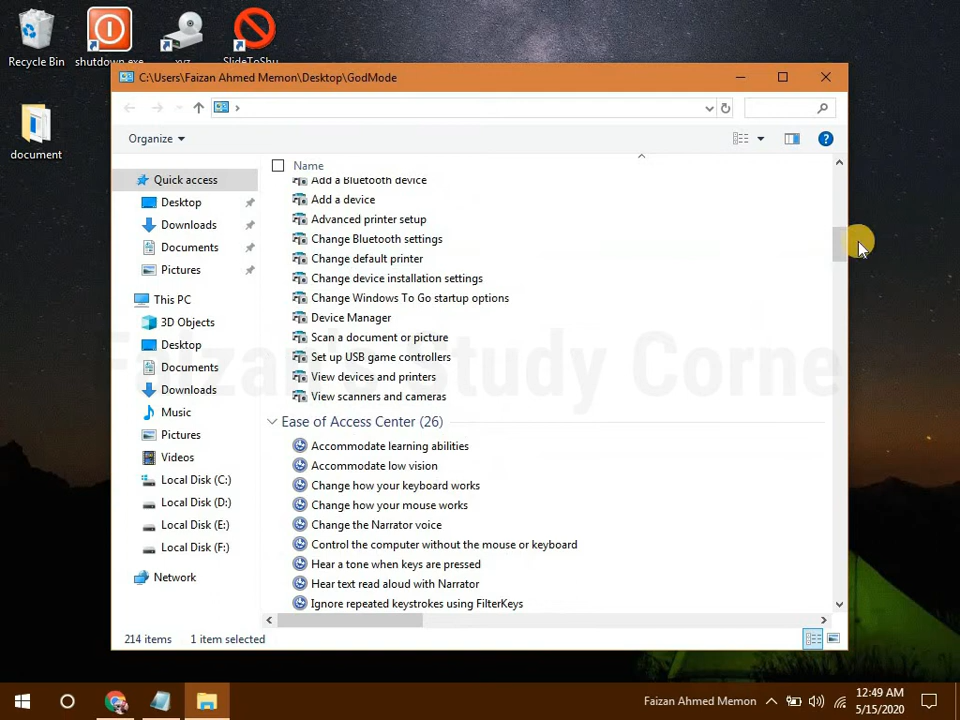 Recycle Bin
shutdown.exe
xyz
SlideToShu...
document
C:\Users\Faizan Ahmed Memon\Desktop\GodMode
Organize
Name
Add a Bluetooth device
Add a device
Advanced printer setup
Change Bluetooth settings
Change default printer
Change device installation settings
Change Windows To Go startup options
Device Manager
Scan a document or picture
Set up USB game controllers
View devices and printers
View scanners and cameras
Ease of Access Center (26)
Accommodate learning abilities
Accommodate low vision
Change how your keyboard works
Change how your mouse works
Change the Narrator voice
Control the computer without the mouse or keyboard
Hear a tone when keys are pressed
Hear text read aloud with Narrator
Ignore repeated keystrokes using FilterKeys
Quick access
Desktop
Downloads
Documents
Pictures
This PC
3D Objects
Desktop
Documents
Downloads
Music
Pictures
Videos
Local Disk (C:)
Local Disk (D:)
Local Disk (E:)
Local Disk (F:)
Network
Faizan's Study Corner
214 items
1 item selected
Faizan Ahmed Memon
12:49 AM
5/15/2020